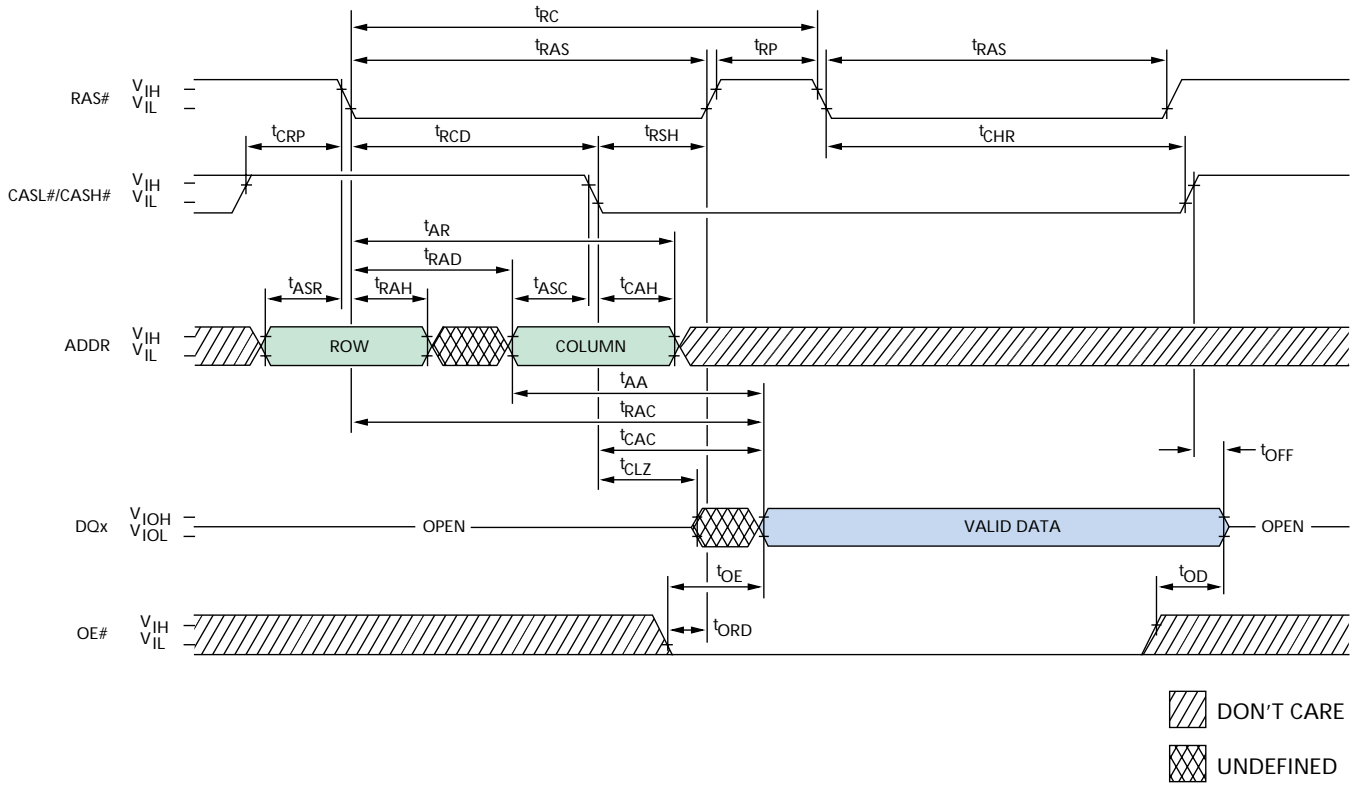 tRC
tRAS tRP tRAS
RAS# VIH
VIL
tCRP tRCD tRSH tCHR
CASL#/CASH# VIH
VIL
tAR
tRAD
tASR tRAH tASC tCAH
ADDR VIH
VIL
ROW COLUMN
tAA
tRAC
tCAC
tCLZ tOFF
DQx VIOH
VIOL
OPEN VALID DATA OPEN
tOE tOD
OE# VIH
VIL
tORD
DON'T CARE
UNDEFINED